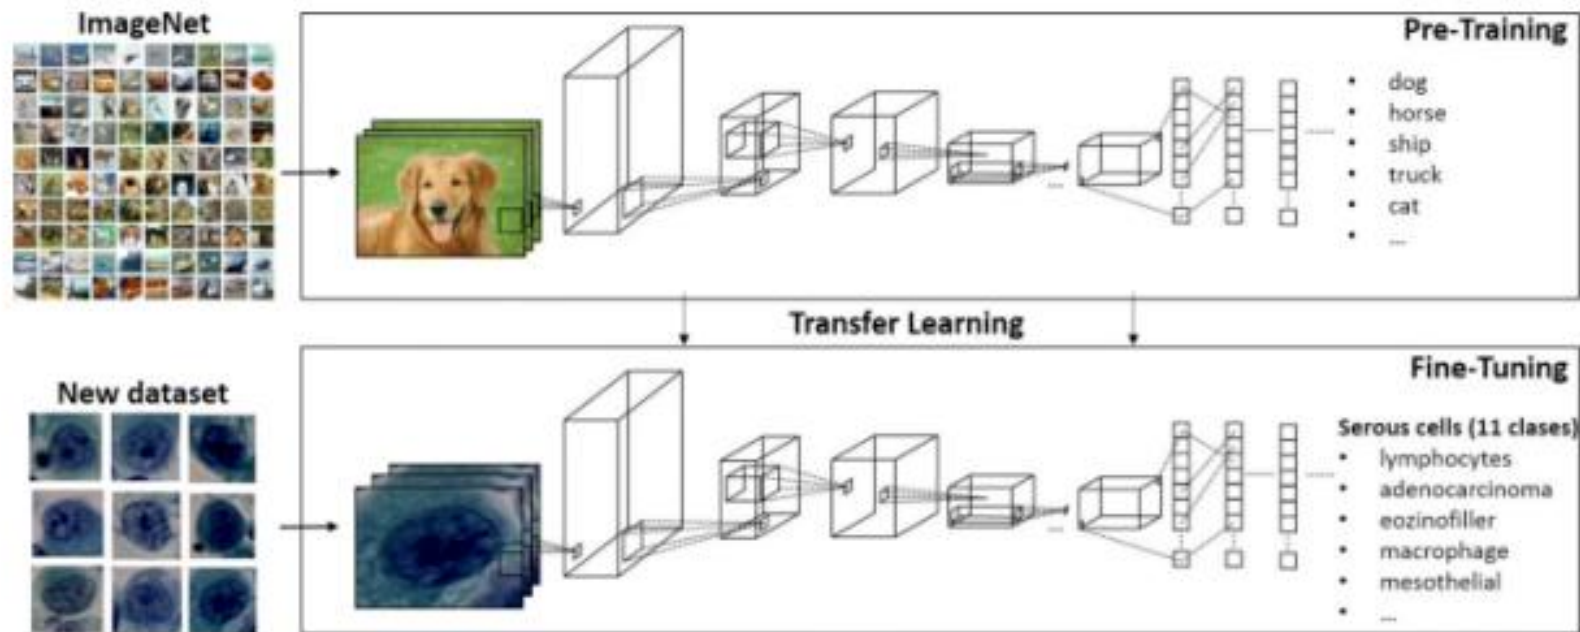 ImageNet
Pre-Training
• dog
• horse
• ship
• truck
• cat
• ...
Transfer Learning
New dataset
Fine-Tuning
Serous cells (11 clases)
• lymphocytes
• adenocarcinoma
• eozinofiller
• macrophage
• mesothelial
• ...